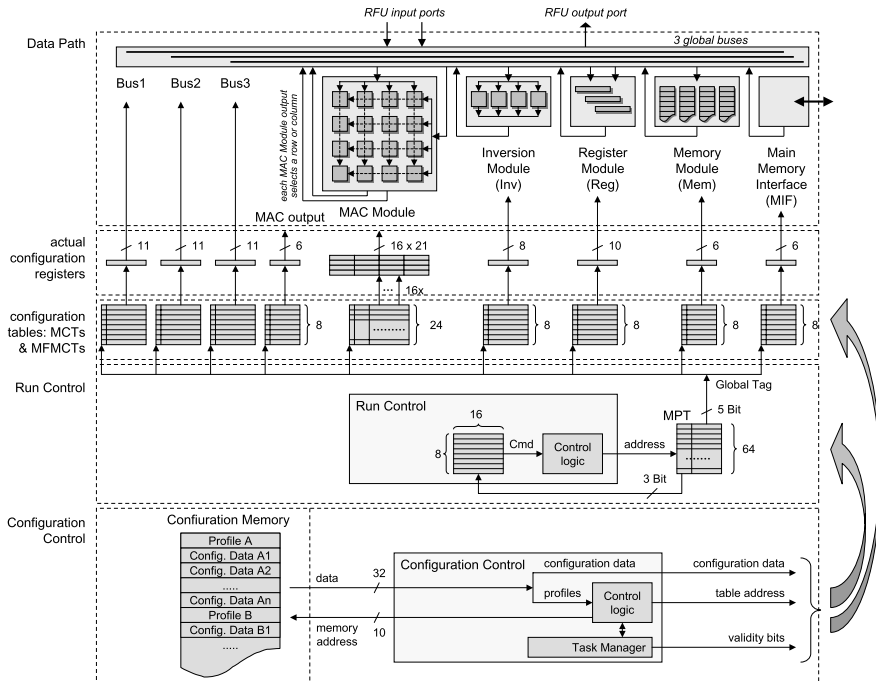 RFU input ports
RFU output port
Data Path
3 global buses
Bus1
Bus2
Bus3
each MAC Module output
selects a row or column
MAC output
MAC Module
Inversion
Module
(Inv)
Register
Module
(Reg)
Memory
Module
(Mem)
Main
Memory
Interface
(MIF)
actual
configuration
registers
11
11
11
6
16 x 21
8
10
6
6
... 16x
configuration
tables: MCTs
& MFMCTs
8
.........
24
8
8
8
8
Run Control
Global Tag
5 Bit
Run Control
16
8
Cmd
Control
logic
address
MPT
.......
64
3 Bit
Configuration
Control
Confiuration Memory
Profile A
Config. Data A1
Config. Data A2
.....
Config. Data An
Profile B
Config. Data B1
.....
data
32
memory
address
10
Configuration Control
configuration data
profiles
Control
logic
Task Manager
configuration data
table address
validity bits